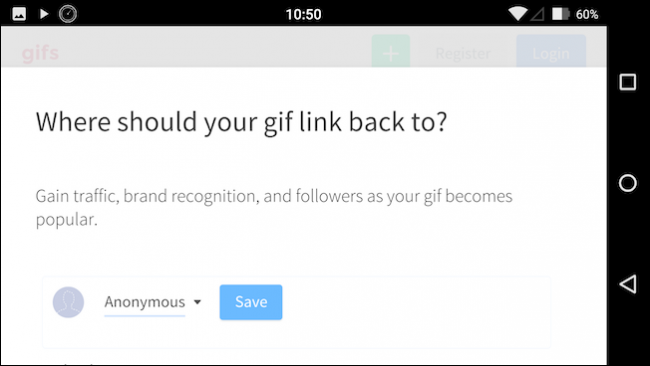 10:50
60%
gifs
+ Register Login
Where should your gif link back to?
Gain traffic, brand recognition, and followers as your gif becomes
popular.
Anonymous Save